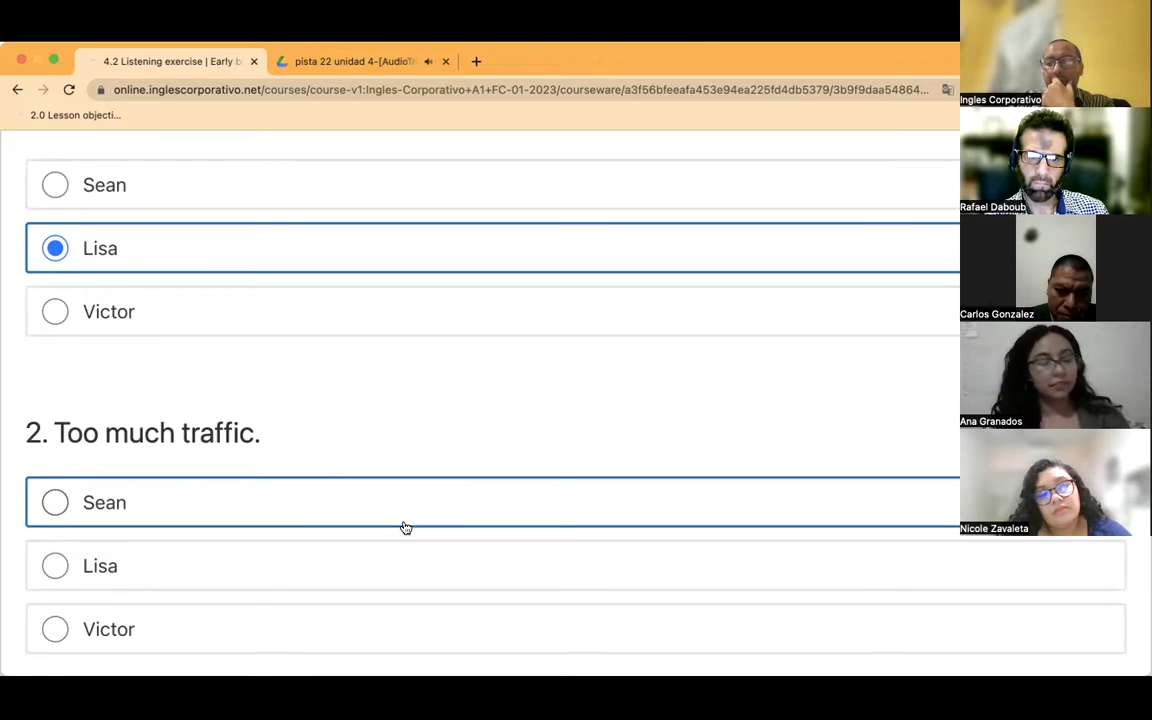 4.2 Listening exercise | Early b
pista 22 unidad 4-[AudioTr
online.inglescorporativo.net/courses/course-v1:Ingles-Corporativo+A1+FC-01-2023/courseware/a3f56bfeeafa453e94ea225fd4db5379/3b9f9daa54864...
2.0 Lesson objecti...
Sean
Lisa
Victor
2. Too much traffic.
Sean
Lisa
Victor
Ingles Corporativo
Rafael Daboub
Carlos Gonzalez
Ana Granados
Nicole Zavaleta